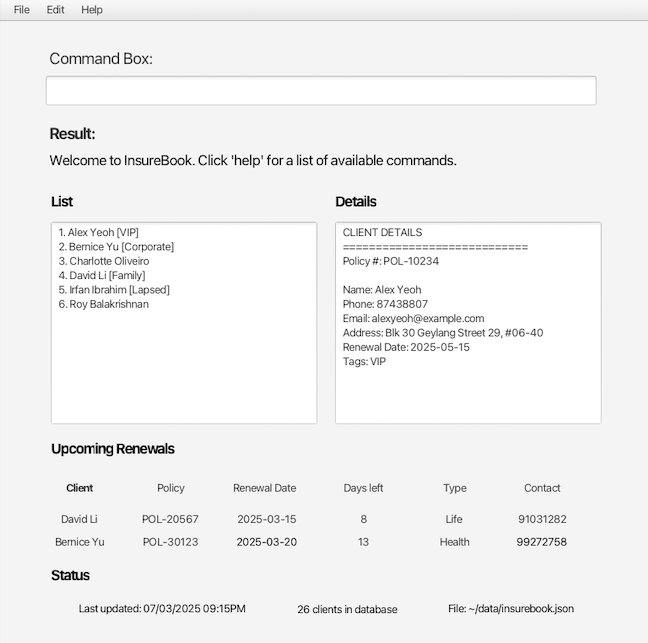 File Edit Help
Command Box:
Result:
Welcome to InsureBook. Click 'help' for a list of available commands.
List
1. Alex Yeoh [VIP]
2. Bernice Yu [Corporate]
3. Charlotte Oliveiro
4. David Li [Family]
5. Irfan Ibrahim [Lapsed]
6. Roy Balakrishnan
Details
CLIENT DETAILS
============================
Policy #: POL-10234
Name: Alex Yeoh
Phone: 87438807
Email: alexyeoh@example.com
Address: Blk 30 Geylang Street 29, #06-40
Renewal Date: 2025-05-15
Tags: VIP
Upcoming Renewals
Client Policy Renewal Date Days left Type Contact
David Li POL-20567 2025-03-15 8 Life 91031282
Bernice Yu POL-30123 2025-03-20 13 Health 99272758
Status
Last updated: 07/03/2025 09:15PM 26 clients in database File: ~/data/insurebook.json